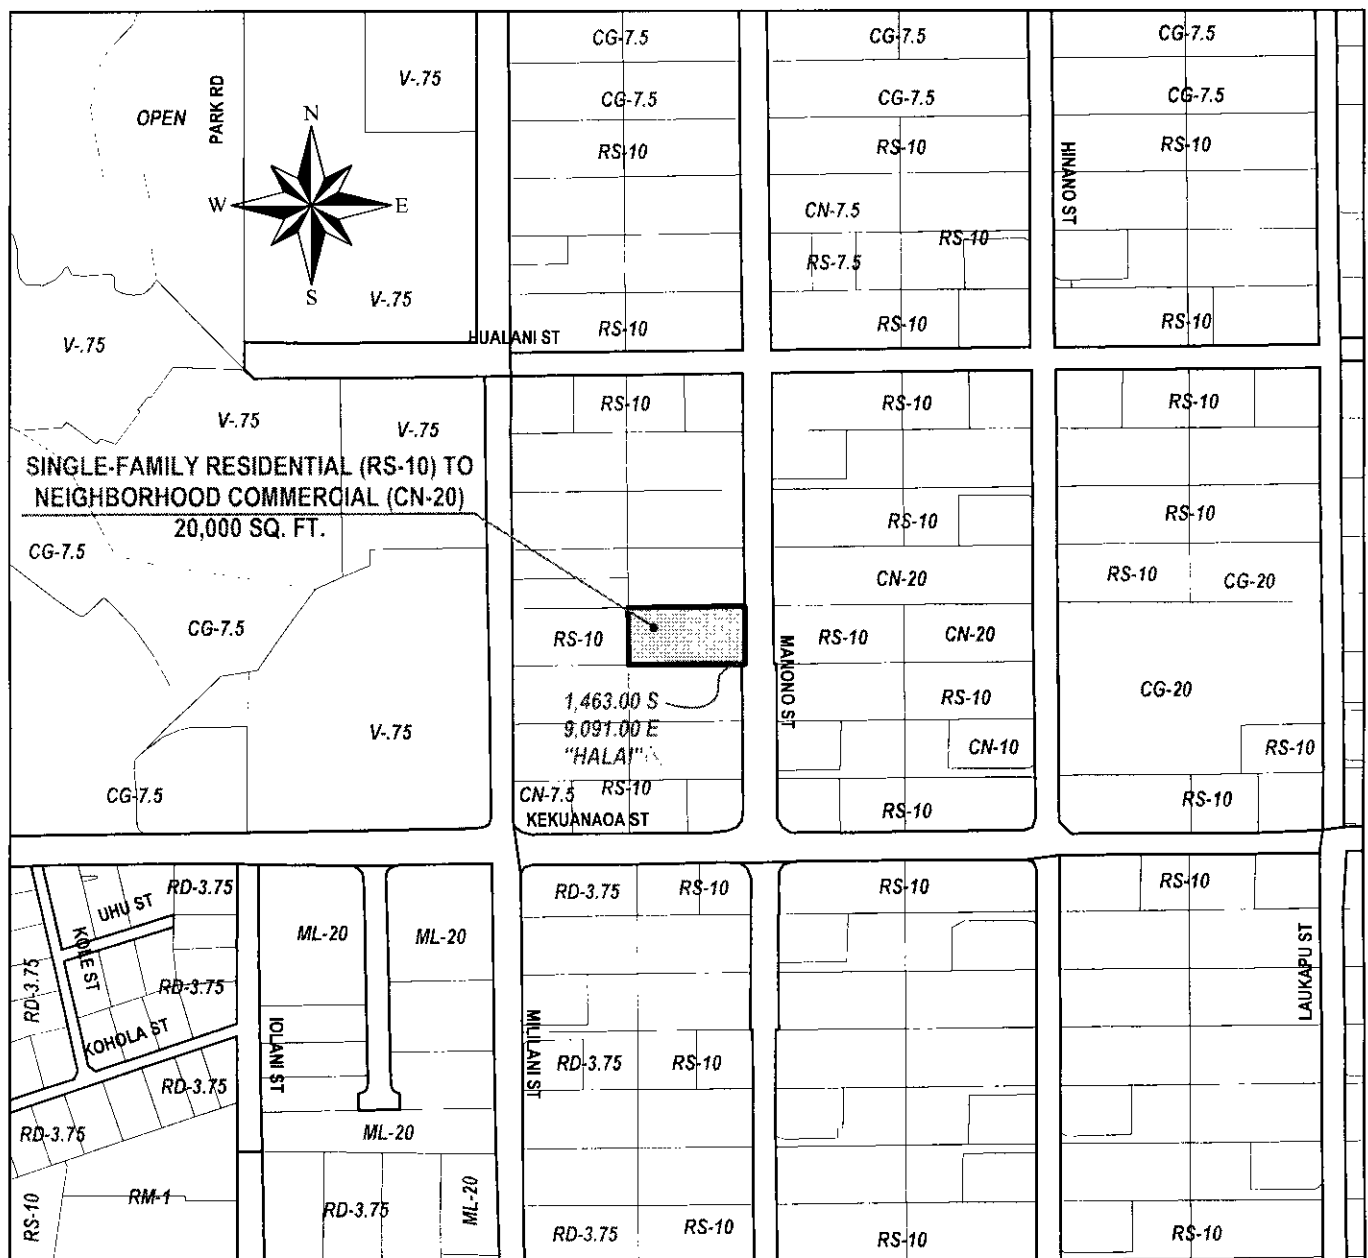 CG-7.5
CG-7.5
CG-7.5
V-.75
OPEN
PARK RD
CG-7.5
CG-7.5
CG-7.5
N
RS-10
RS-10
RS-10
HINANO ST
W
E
CN-7.5
RS-10
RS-7.5
S
V-.75
V-.75
HUALANI ST
RS-10
RS-10
RS-10
RS-10
RS-10
RS-10
V-.75
V-.75
SINGLE-FAMILY RESIDENTIAL (RS-10) TO
NEIGHBORHOOD COMMERCIAL (CN-20)
20,000 SQ. FT.
RS-10
RS-10
CG-7.5
CN-20
RS-10
CG-20
CG-7.5
RS-10
RS-10
CN-20
MANONO ST
1,463.00 S
9,091.00 E
"HALAI"
RS-10
CG-20
V-.75
CN-10
RS-10
CG-7.5
CN-7.5
RS-10
RS-10
RS-10
KEKUANAOA ST
RD-3.75
RD-3.75
RS-10
RS-10
RS-10
UHU ST
KOLE ST
ML-20
ML-20
LAUKAPU ST
RD-3.75
RD-3.75
KOHOLA ST
IOLANI ST
MILILANI ST
RD-3.75
RS-10
RD-3.75
RD-3.75
ML-20
RS-10
RM-1
RD-3.75
ML-20
RD-3.75
RS-10
RS-10
RS-10